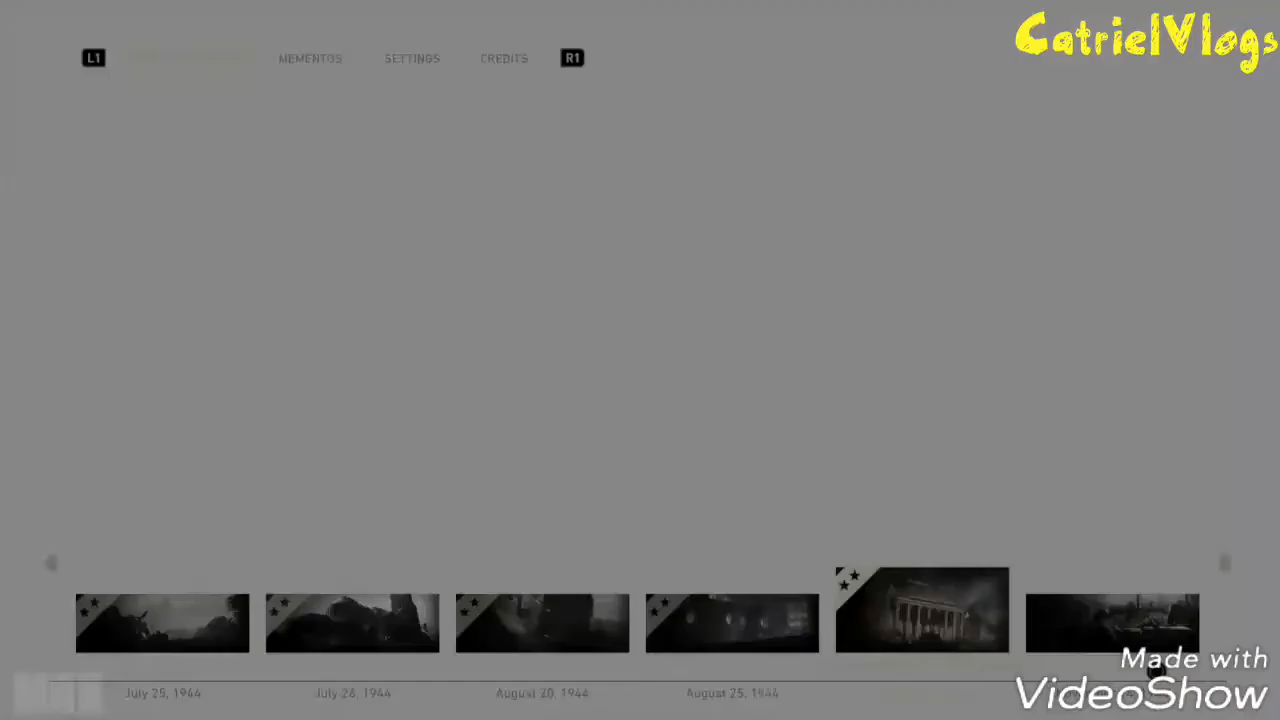 CatrielVlogs
L1 MEMENTOS SETTINGS CREDITS R1
Made with
VideoShow
July 25, 1944 July 26, 1944 August 20, 1944 August 25, 1944